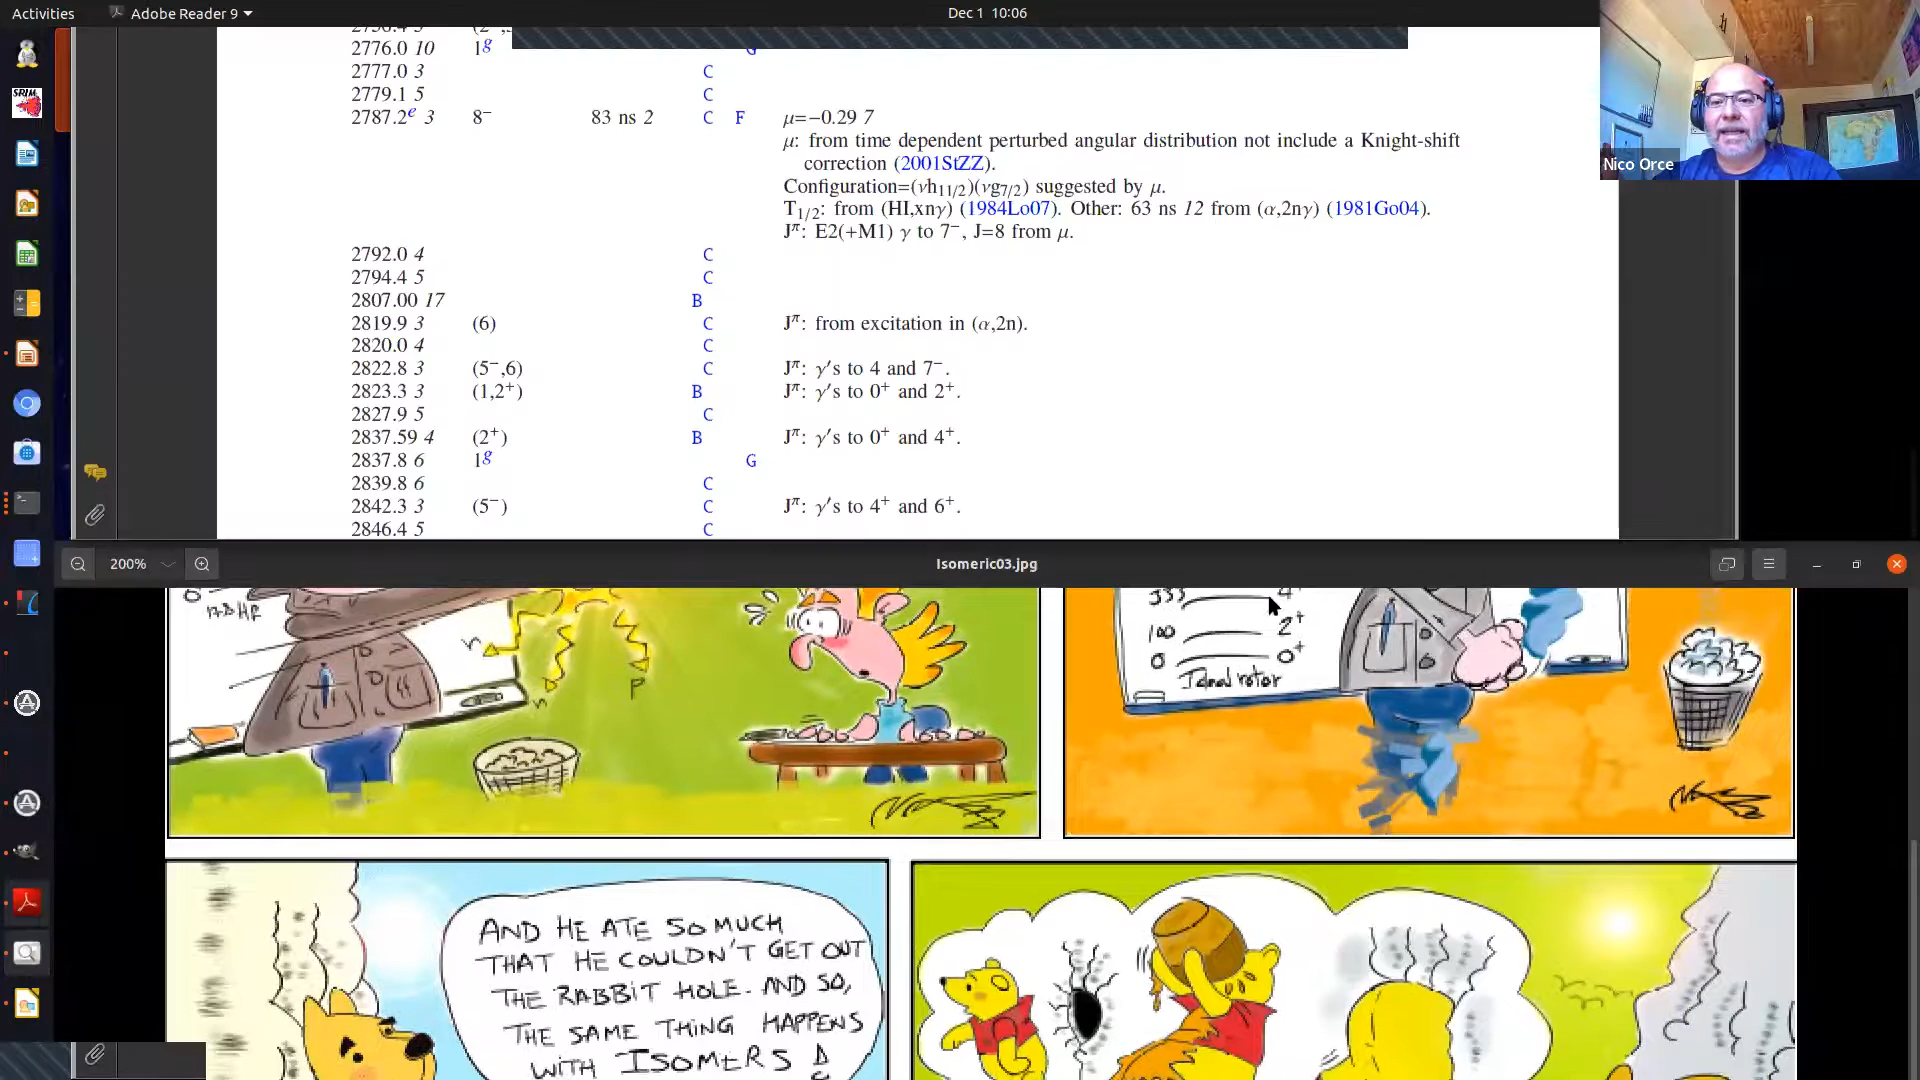 Activities
Adobe Reader 9
Dec 1 10:06
2776.0 10 1g G
2777.0 3 C
2779.1 5 C
2787.2e 3 8− 83 ns 2 C F μ=−0.29 7
μ: from time dependent perturbed angular distribution not include a Knight-shift
correction (2001StZZ).
Configuration=(νh11/2)(νg7/2) suggested by μ.
T1/2: from (HI,xnγ) (1984Lo07). Other: 63 ns 12 from (α,2nγ) (1981Go04).
Jπ: E2(+M1) γ to 7−, J=8 from μ.
2792.0 4 C
2794.4 5 C
2807.00 17 B
2819.9 3 (6) C Jπ: from excitation in (α,2n).
2820.0 4 C
2822.8 3 (5−,6) C Jπ: γ's to 4 and 7−.
2823.3 3 (1,2+) B Jπ: γ's to 0+ and 2+.
2827.9 5 C
2837.59 4 (2+) B Jπ: γ's to 0+ and 4+.
2837.8 6 1g G
2839.8 6 C
2842.3 3 (5−) C Jπ: γ's to 4+ and 6+.
2846.4 5 C
Nico Orce
SRIM
200%
Isomeric03.jpg
0
n
n
p
333 4+
100 2+
0 0+
AND HE ATE SO MUCH
THAT HE COULDN'T GET OUT
THE RABBIT HOLE. AND SO,
THE SAME THING HAPPENS
WITH ISOMERS